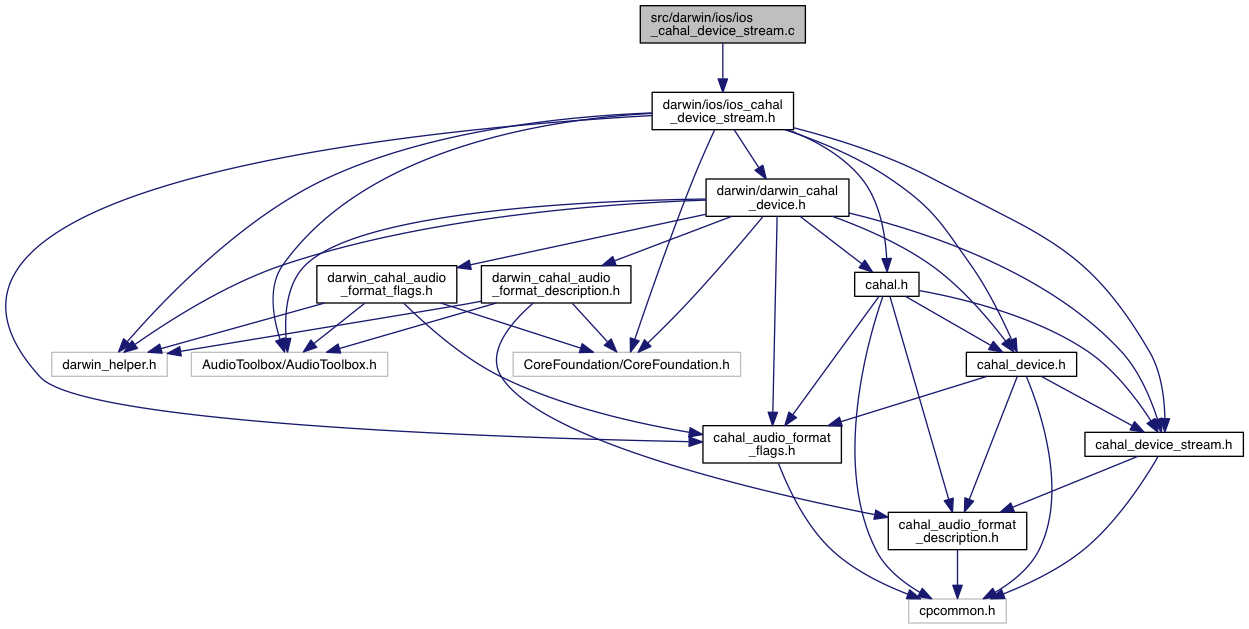 src/darwin/ios/ios
_cahal_device_stream.c
darwin/ios/ios_cahal
_device_stream.h
darwin/darwin_cahal
_device.h
darwin_cahal_audio
_format_flags.h
darwin_cahal_audio
_format_description.h
cahal.h
darwin_helper.h
AudioToolbox/AudioToolbox.h
CoreFoundation/CoreFoundation.h
cahal_device.h
cahal_audio_format
_flags.h
cahal_device_stream.h
cahal_audio_format
_description.h
cpcommon.h